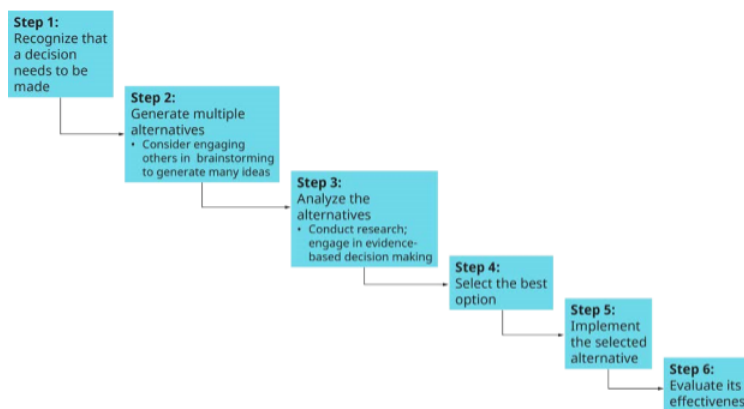 Step 1:
Recognize that
a decision
needs to be
made
Step 2:
Generate multiple
alternatives
• Consider engaging
others in brainstorming
to generate many ideas
Step 3:
Analyze the
alternatives
• Conduct research;
engage in evidence-
based decision making
Step 4:
Select the best
option
Step 5:
Implement
the selected
alternative
Step 6:
Evaluate its
effectivenes